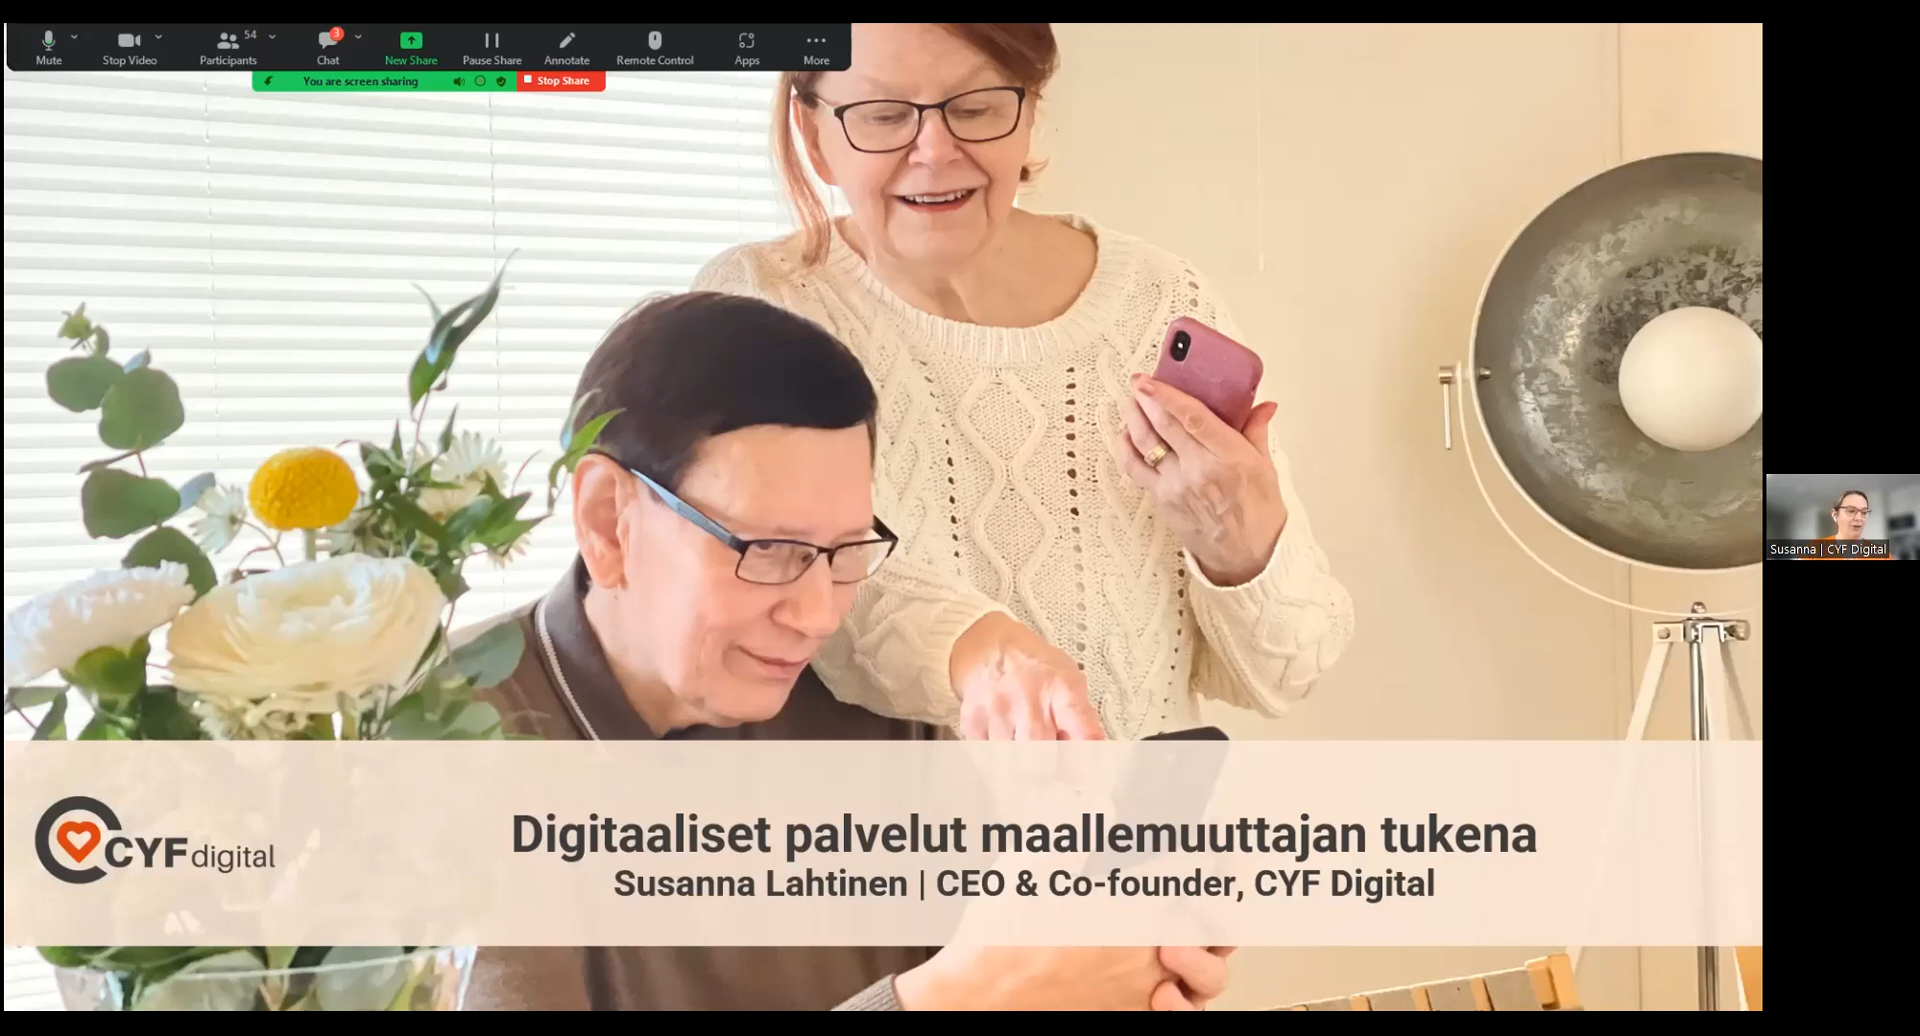 54
3
Mute
Stop Video
Participants
Chat
New Share
Pause Share
Annotate
Remote Control
Apps
More
You are screen sharing
Stop Share
Susanna | CYF Digital
CYF digital
Digitaaliset palvelut maallemuuttajan tukena
Susanna Lahtinen | CEO & Co-founder, CYF Digital